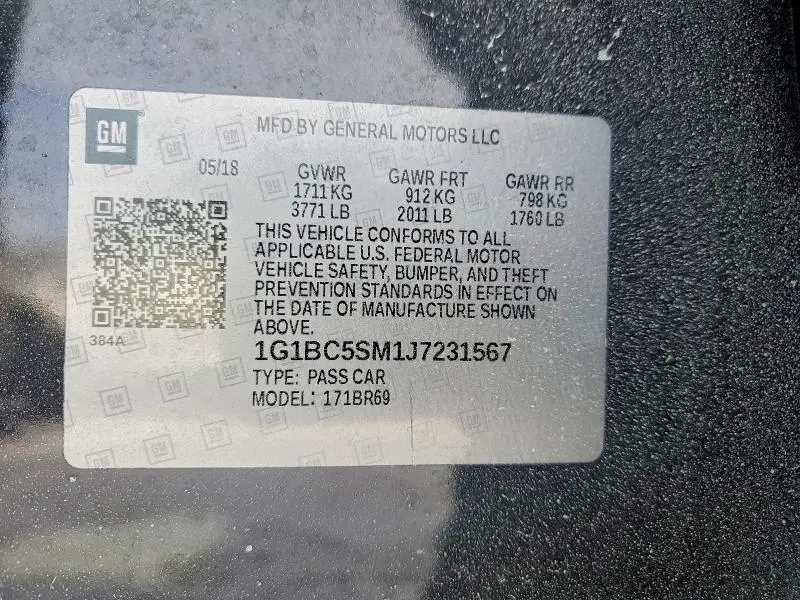 GM
MFD BY GENERAL MOTORS LLC
05/18
GVWR GAWR FRT GAWR RR
1711 KG 912 KG 798 KG
3771 LB 2011 LB 1760 LB
THIS VEHICLE CONFORMS TO ALL
APPLICABLE U.S. FEDERAL MOTOR
VEHICLE SAFETY, BUMPER, AND THEFT
PREVENTION STANDARDS IN EFFECT ON
THE DATE OF MANUFACTURE SHOWN
ABOVE.
384A
1G1BC5SM1J7231567
TYPE: PASS CAR
MODEL: 171BR69